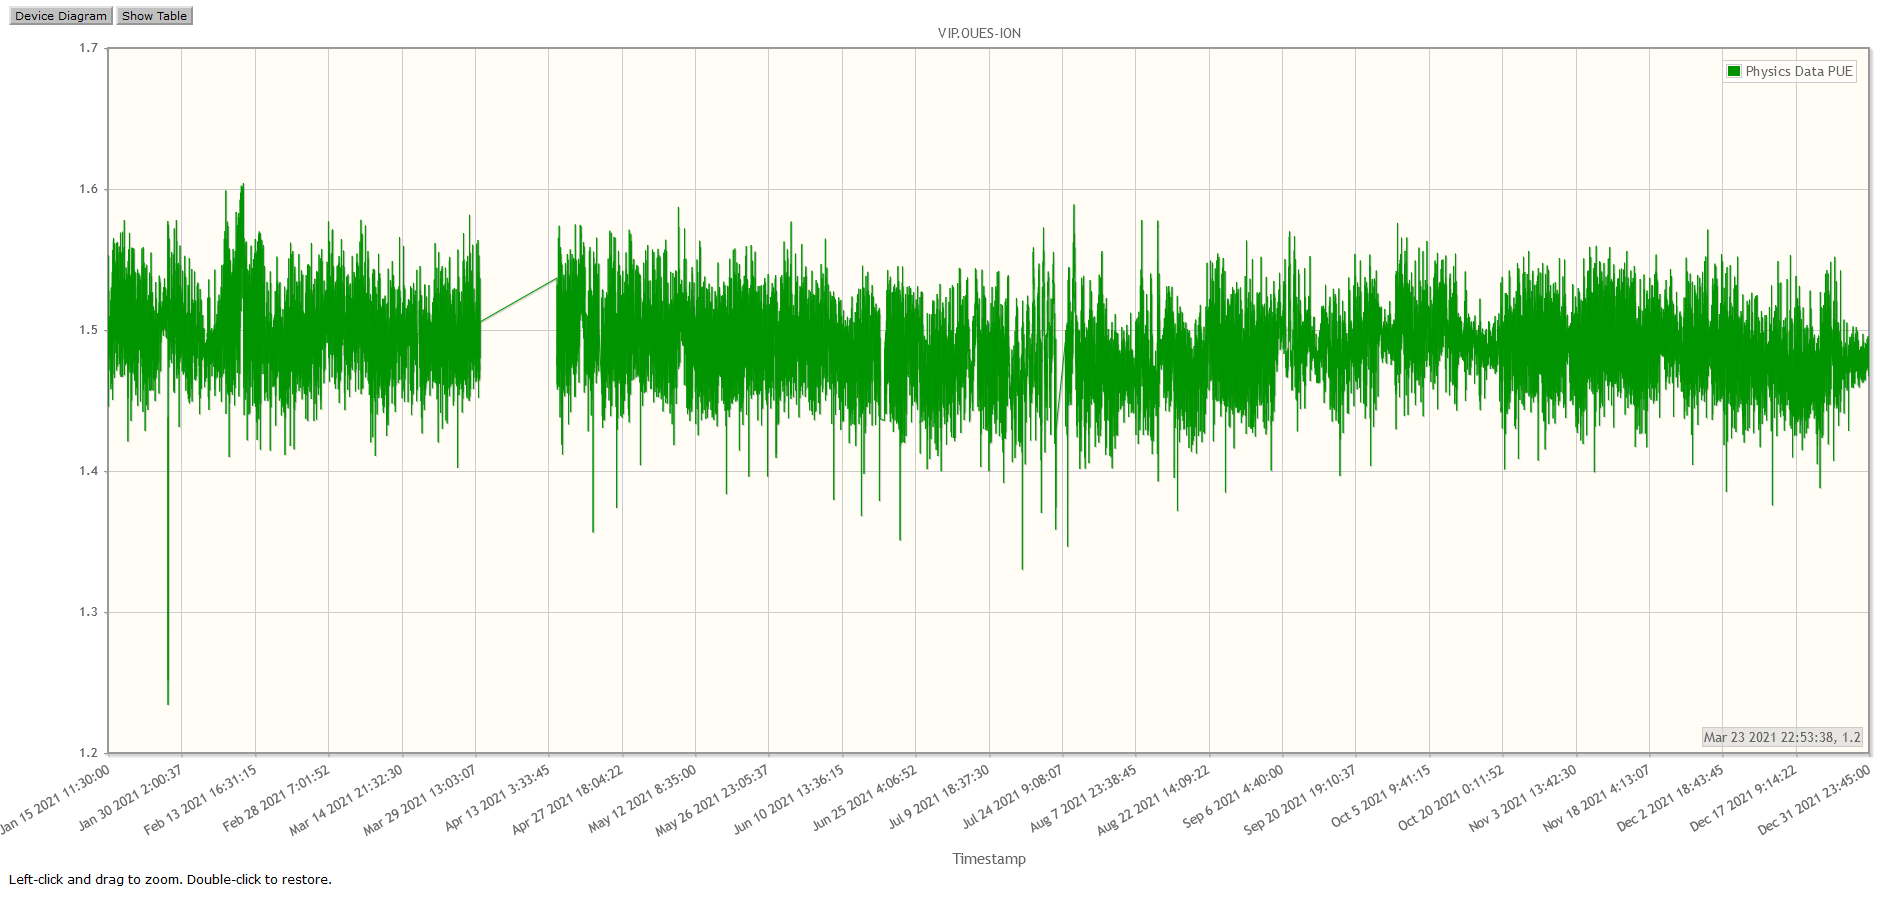 Device Diagram Show Table
VIP.OUES-ION
Physics Data PUE
1.7
1.6
1.5
1.4
1.3
1.2
Mar 23 2021 22:53:38, 1.2
Jan 15 2021 11:30:00
Jan 30 2021 2:00:37
Feb 13 2021 16:31:15
Feb 28 2021 7:01:52
Mar 14 2021 21:32:30
Mar 29 2021 13:03:07
Apr 13 2021 3:33:45
Apr 27 2021 18:04:22
May 12 2021 8:35:00
May 26 2021 23:05:37
Jun 10 2021 13:36:15
Jun 25 2021 4:06:52
Jul 9 2021 18:37:30
Jul 24 2021 9:08:07
Aug 7 2021 23:38:45
Aug 22 2021 14:09:22
Sep 6 2021 4:40:00
Sep 20 2021 19:10:37
Oct 5 2021 9:41:15
Oct 20 2021 0:11:52
Nov 3 2021 13:42:30
Nov 18 2021 4:13:07
Dec 2 2021 18:43:45
Dec 17 2021 9:14:22
Dec 31 2021 23:45:00
Timestamp
Left-click and drag to zoom. Double-click to restore.